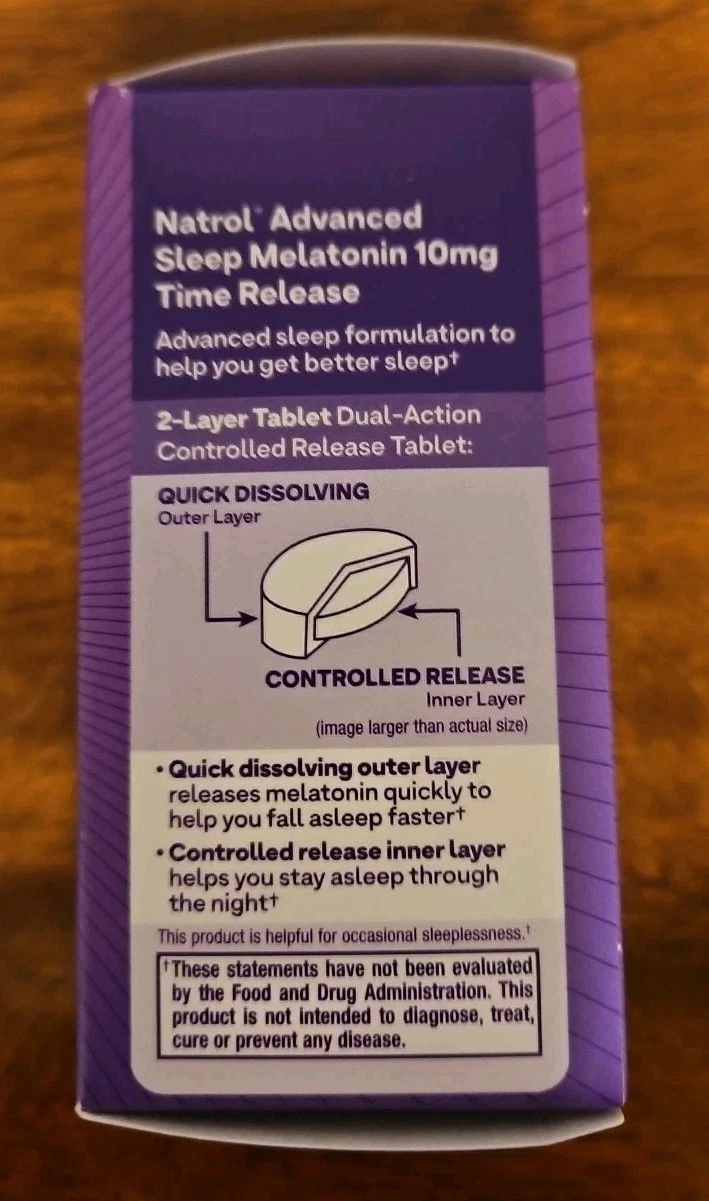 Natrol® Advanced
Sleep Melatonin 10mg
Time Release
Advanced sleep formulation to
help you get better sleep†
2-Layer Tablet Dual-Action
Controlled Release Tablet:
QUICK DISSOLVING
Outer Layer
CONTROLLED RELEASE
Inner Layer
(image larger than actual size)
• Quick dissolving outer layer
releases melatonin quickly to
help you fall asleep faster†
• Controlled release inner layer
helps you stay asleep through
the night†
This product is helpful for occasional sleeplessness.†
†These statements have not been evaluated
by the Food and Drug Administration. This
product is not intended to diagnose, treat,
cure or prevent any disease.